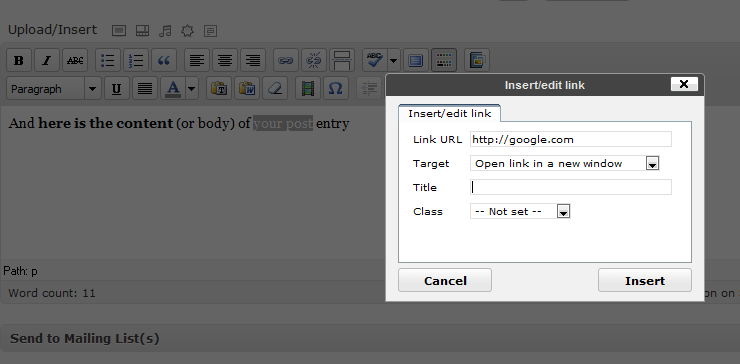 Upload/Insert
B I ABC ABC
Paragraph U A T W Ω
And here is the content (or body) of your post entry
Path: p
Word count: 11
on on
Send to Mailing List(s)
Insert/edit link
Insert/edit link
Link URL http://google.com
Target Open link in a new window
Title
Class -- Not set --
Cancel Insert